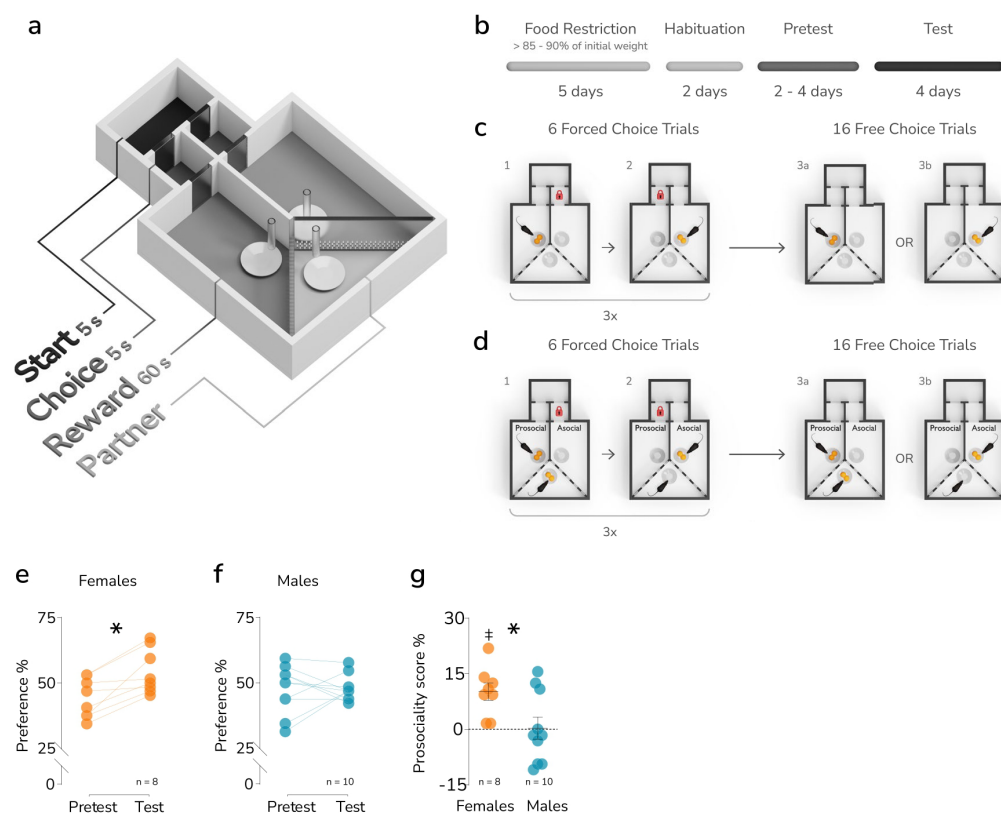 a
Start 5 s
Choice 5 s
Reward 60 s
Partner
b
Food Restriction Habituation Pretest Test
> 85 - 90% of initial weight
5 days 2 days 2 - 4 days 4 days
c
6 Forced Choice Trials 16 Free Choice Trials
1 2 3a 3b
OR
3x
d
6 Forced Choice Trials 16 Free Choice Trials
1 2 3a 3b
Prosocial Asocial Prosocial Asocial Prosocial Asocial Prosocial Asocial
OR
3x
e
Females
*
Preference %
75
50
25
0
n = 8
Pretest Test
f
Males
Preference %
75
50
25
0
n = 10
Pretest Test
g
Prosociality score %
30
15
0
-15
‡ *
n = 8 n = 10
Females Males